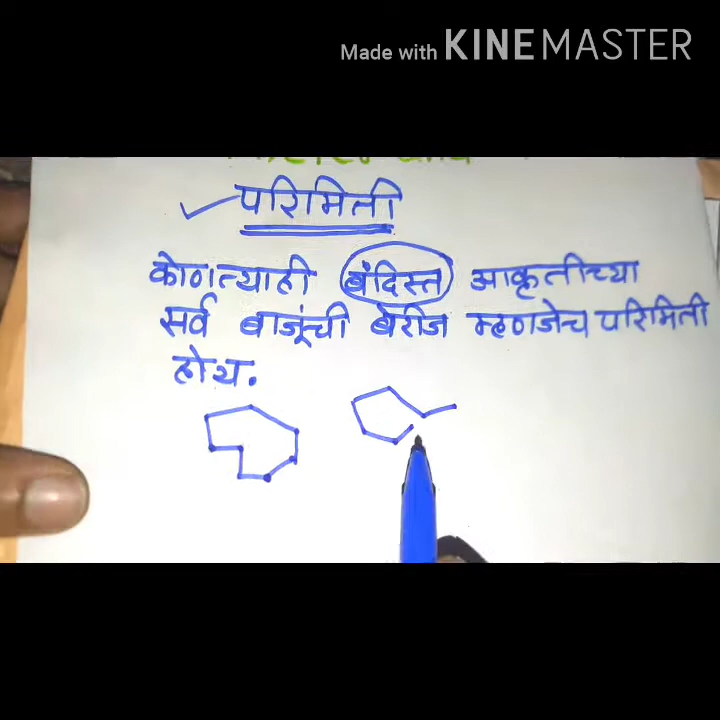 Made with KINEMASTER
परिमिती
कोणत्याही बंदिस्त आकृतीच्या
सर्व बाजूंची बेरीज म्हणजेच परिमिती
होय.